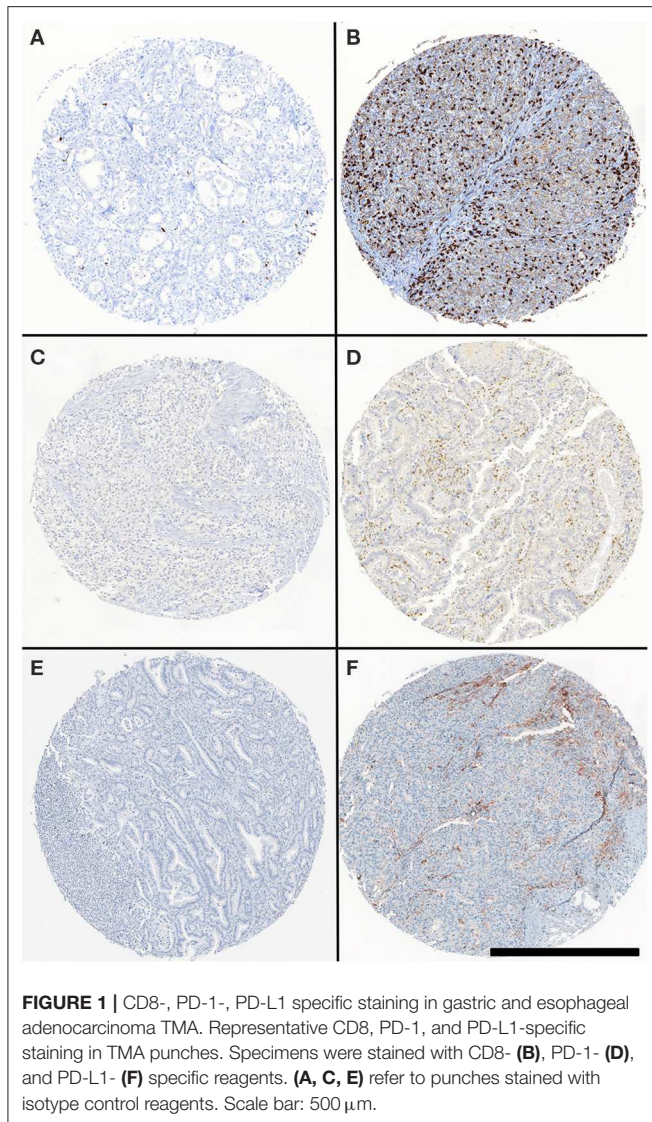 A
B
C
D
E
F
FIGURE 1 | CD8-, PD-1-, PD-L1 specific staining in gastric and esophageal
adenocarcinoma TMA. Representative CD8, PD-1, and PD-L1-specific
staining in TMA punches. Specimens were stained with CD8- (B), PD-1- (D),
and PD-L1- (F) specific reagents. (A, C, E) refer to punches stained with
isotype control reagents. Scale bar: 500 μm.